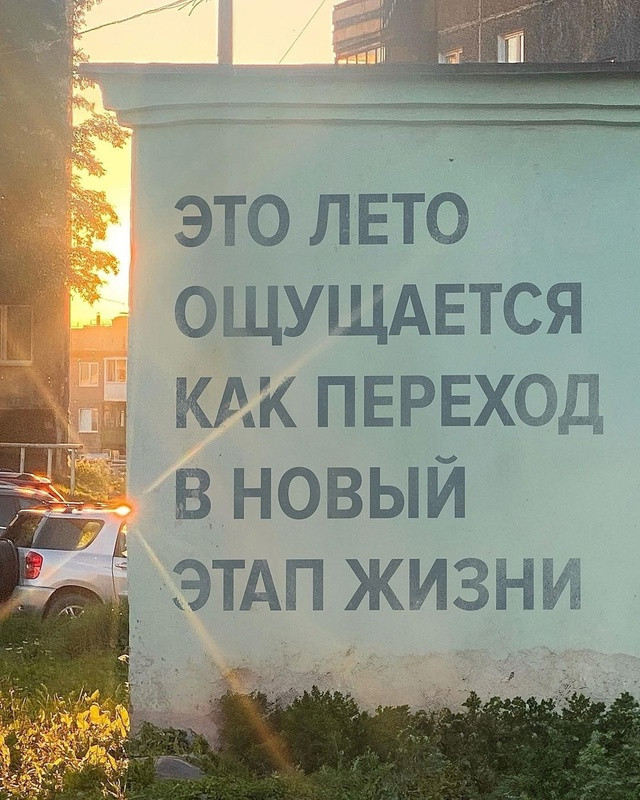 ЭТО ЛЕТО
ОЩУЩАЕТСЯ
КАК ПЕРЕХОД
В НОВЫЙ
ЭТАП ЖИЗНИ